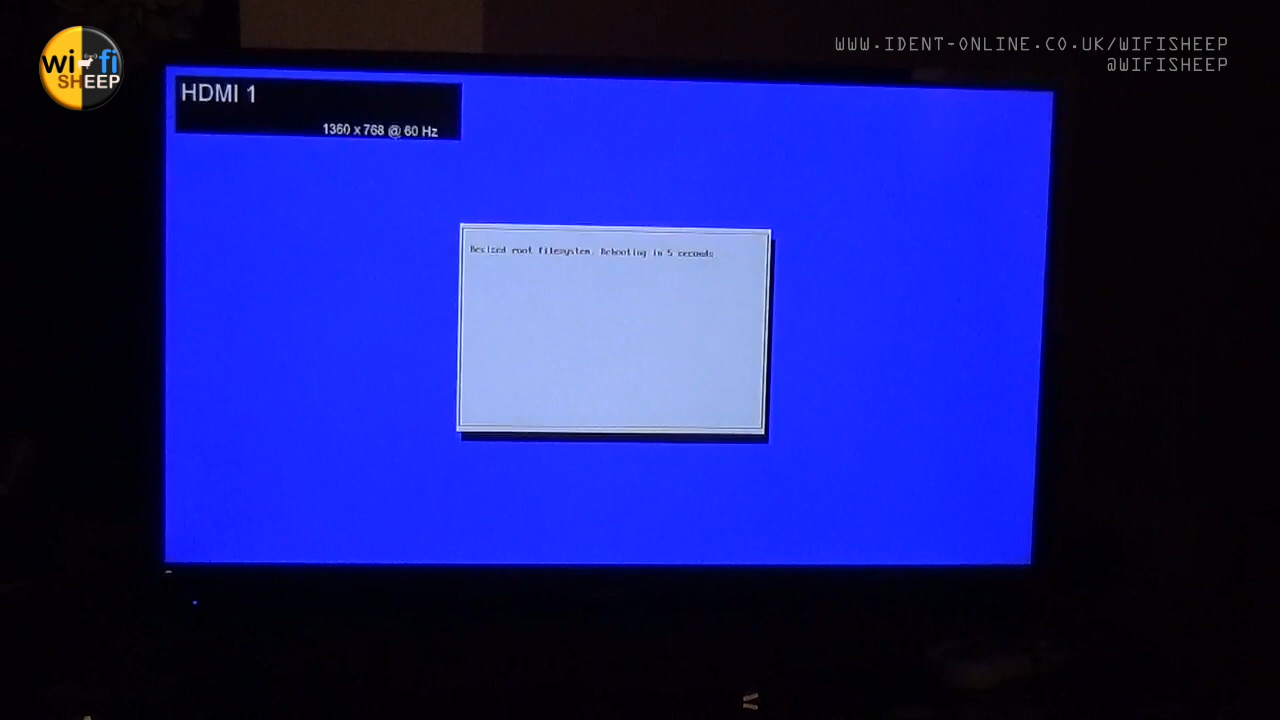 wi-fi
SHEEP
WWW.IDENT-ONLINE.CO.UK/WIFISHEEP
@WIFISHEEP
HDMI 1
1360 x 768 @ 60 Hz
Resized root filesystem. Rebooting in 5 seconds